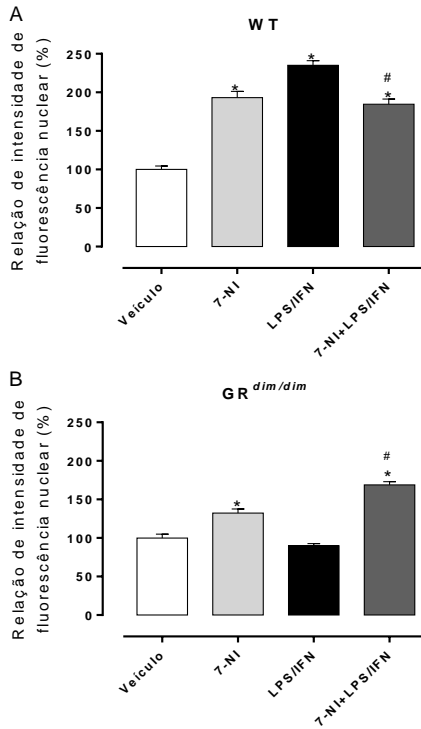 A
WT
Relação de intensidade de
fluorescência nuclear (%)
250
200
150
100
50
0
*
*
#
*
Veículo
7-NI
LPS/IFN
7-NI+LPS/IFN
B
GR dim/dim
Relação de intensidade de
fluorescência nuclear (%)
250
200
150
100
50
0
*
#
*
Veículo
7-NI
LPS/IFN
7-NI+LPS/IFN